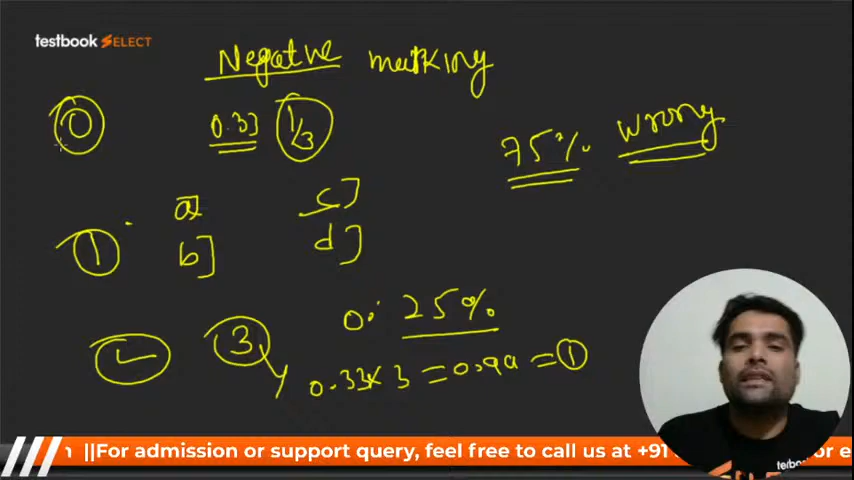 testbook SELECT
Negative marking
0
0.33 1/3
75% wrong
a] c]
1
b] d]
0. 25%
3
0.33 x 3 = 0.99 = 1
||For admission or support query, feel free to call us at +91
testbook